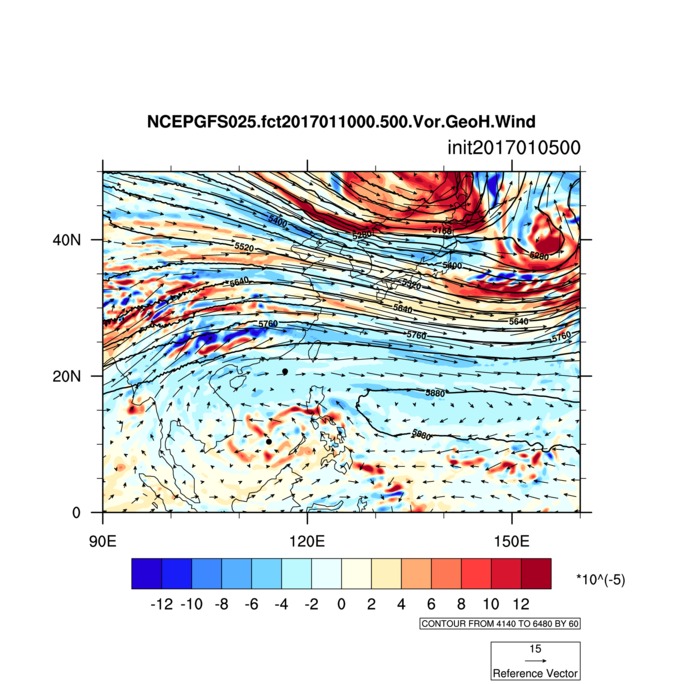 NCEPGFS025.fct2017011000.500.Vor.GeoH.Wind
init2017010500
5400
5280
5160
40N
5520
5280
5400
5640
5640
5640
5760
5760
5760
20N
5880
5880
0
90E 120E 150E
*10^(-5)
-12 -10 -8 -6 -4 -2 0 2 4 6 8 10 12
CONTOUR FROM 4140 TO 6480 BY 60
15
Reference Vector